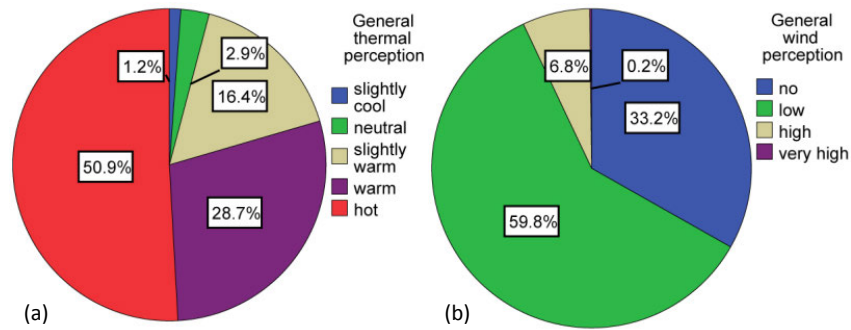 General
thermal
perception
1.2%
2.9%
16.4%
50.9%
28.7%
slightly
cool
neutral
slightly
warm
warm
hot
(a)
General
wind
perception
6.8%
0.2%
33.2%
59.8%
no
low
high
very high
(b)